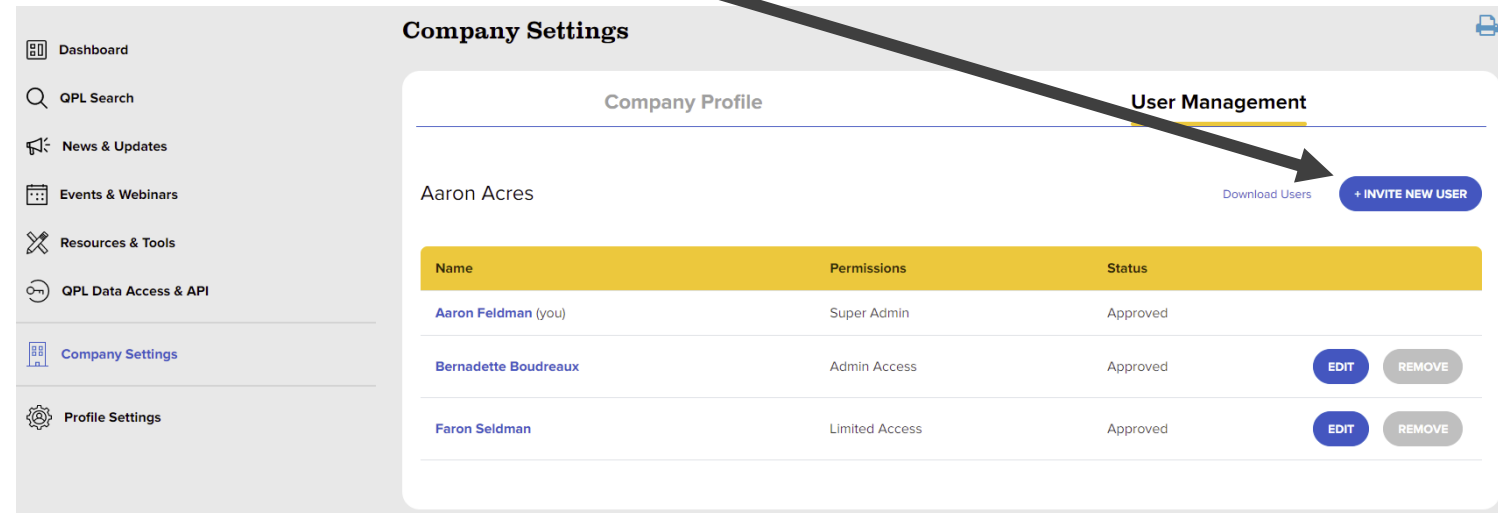 Company Settings
Dashboard
QPL Search
News & Updates
Events & Webinars
Resources & Tools
QPL Data Access & API
Company Settings
Profile Settings
Company Profile
User Management
Aaron Acres
Download Users
+ INVITE NEW USER
Name Permissions Status
Aaron Feldman (you) Super Admin Approved
Bernadette Boudreaux Admin Access Approved EDIT REMOVE
Faron Seldman Limited Access Approved EDIT REMOVE